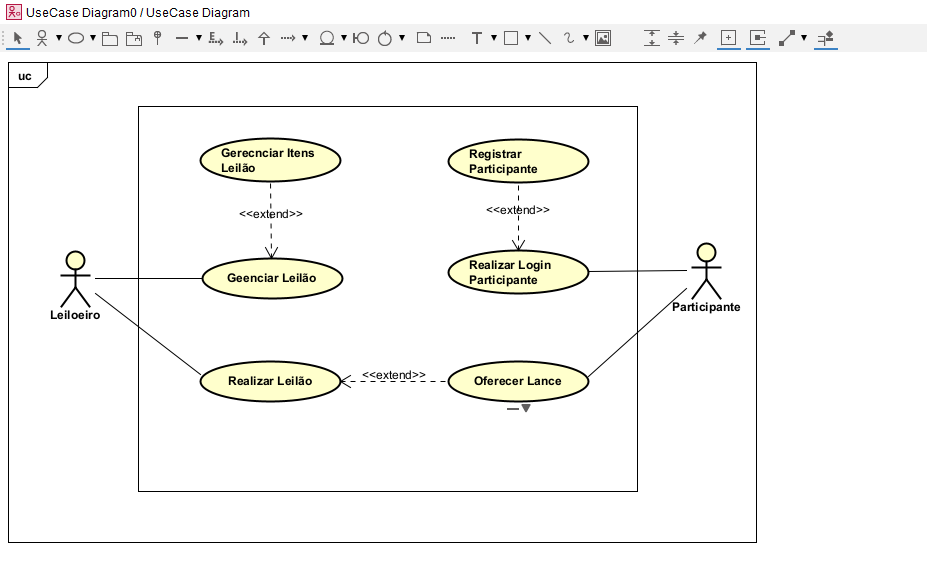 UseCase Diagram0 / UseCase Diagram
uc
Gerecnciar Itens
Leilão
Registrar
Participante
<<extend>>
<<extend>>
Geenciar Leilão
Realizar Login
Participante
Leiloeiro
Participante
Realizar Leilão
<<extend>>
Oferecer Lance